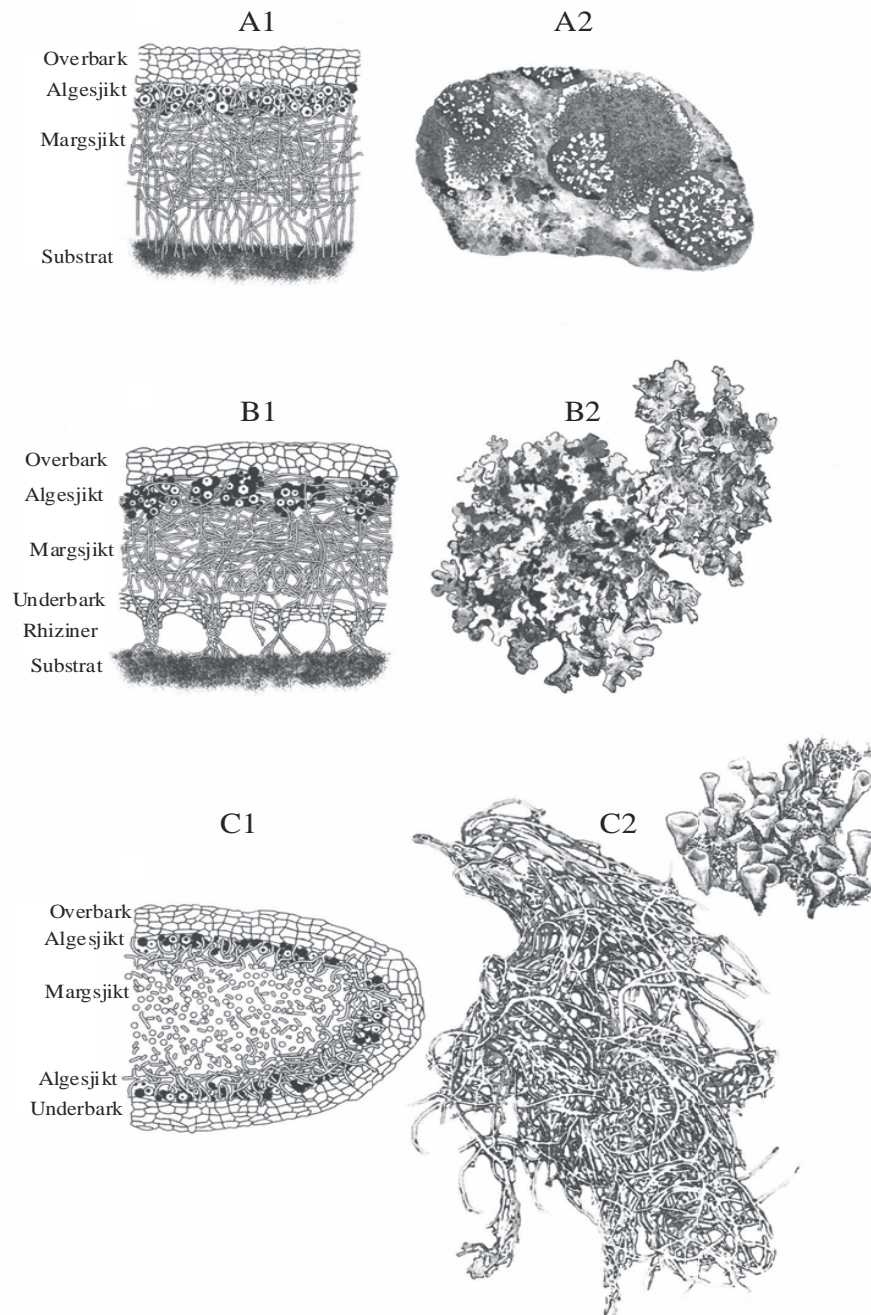 A1
A2
Overbark
Algesjikt
Margsjikt
Substrat
B1
B2
Overbark
Algesjikt
Margsjikt
Underbark
Rhiziner
Substrat
C1
C2
Overbark
Algesjikt
Margsjikt
Algesjikt
Underbark